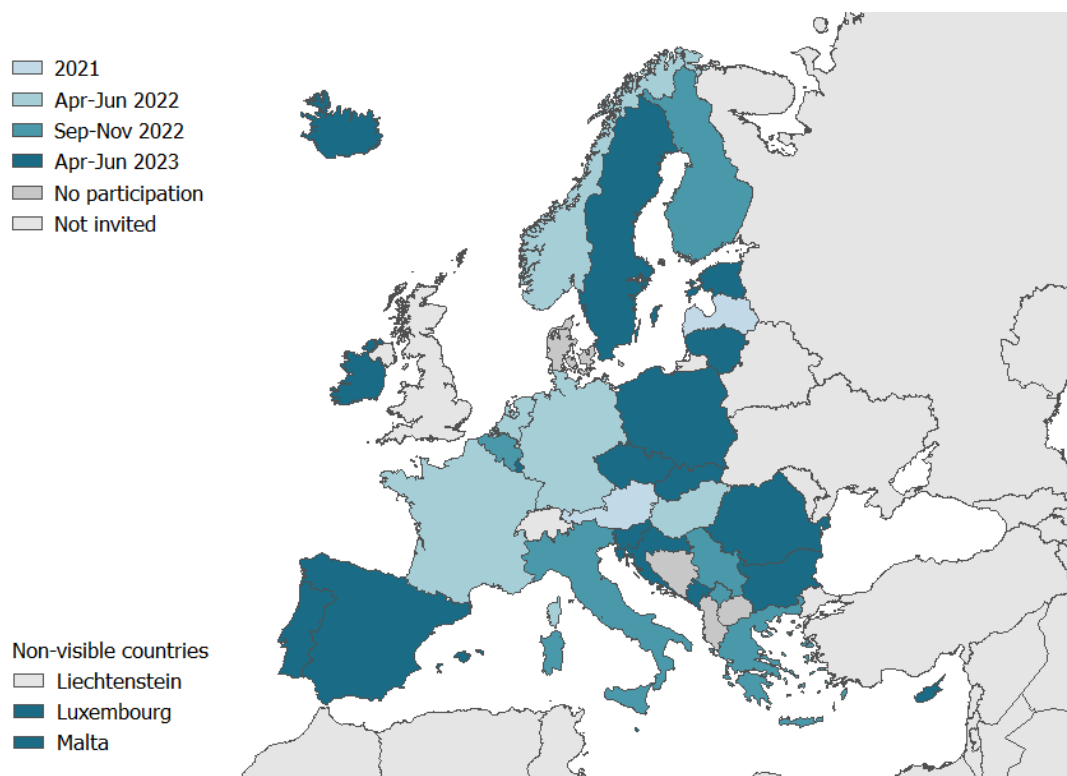 2021
Apr-Jun 2022
Sep-Nov 2022
Apr-Jun 2023
No participation
Not invited
Non-visible countries
Liechtenstein
Luxembourg
Malta